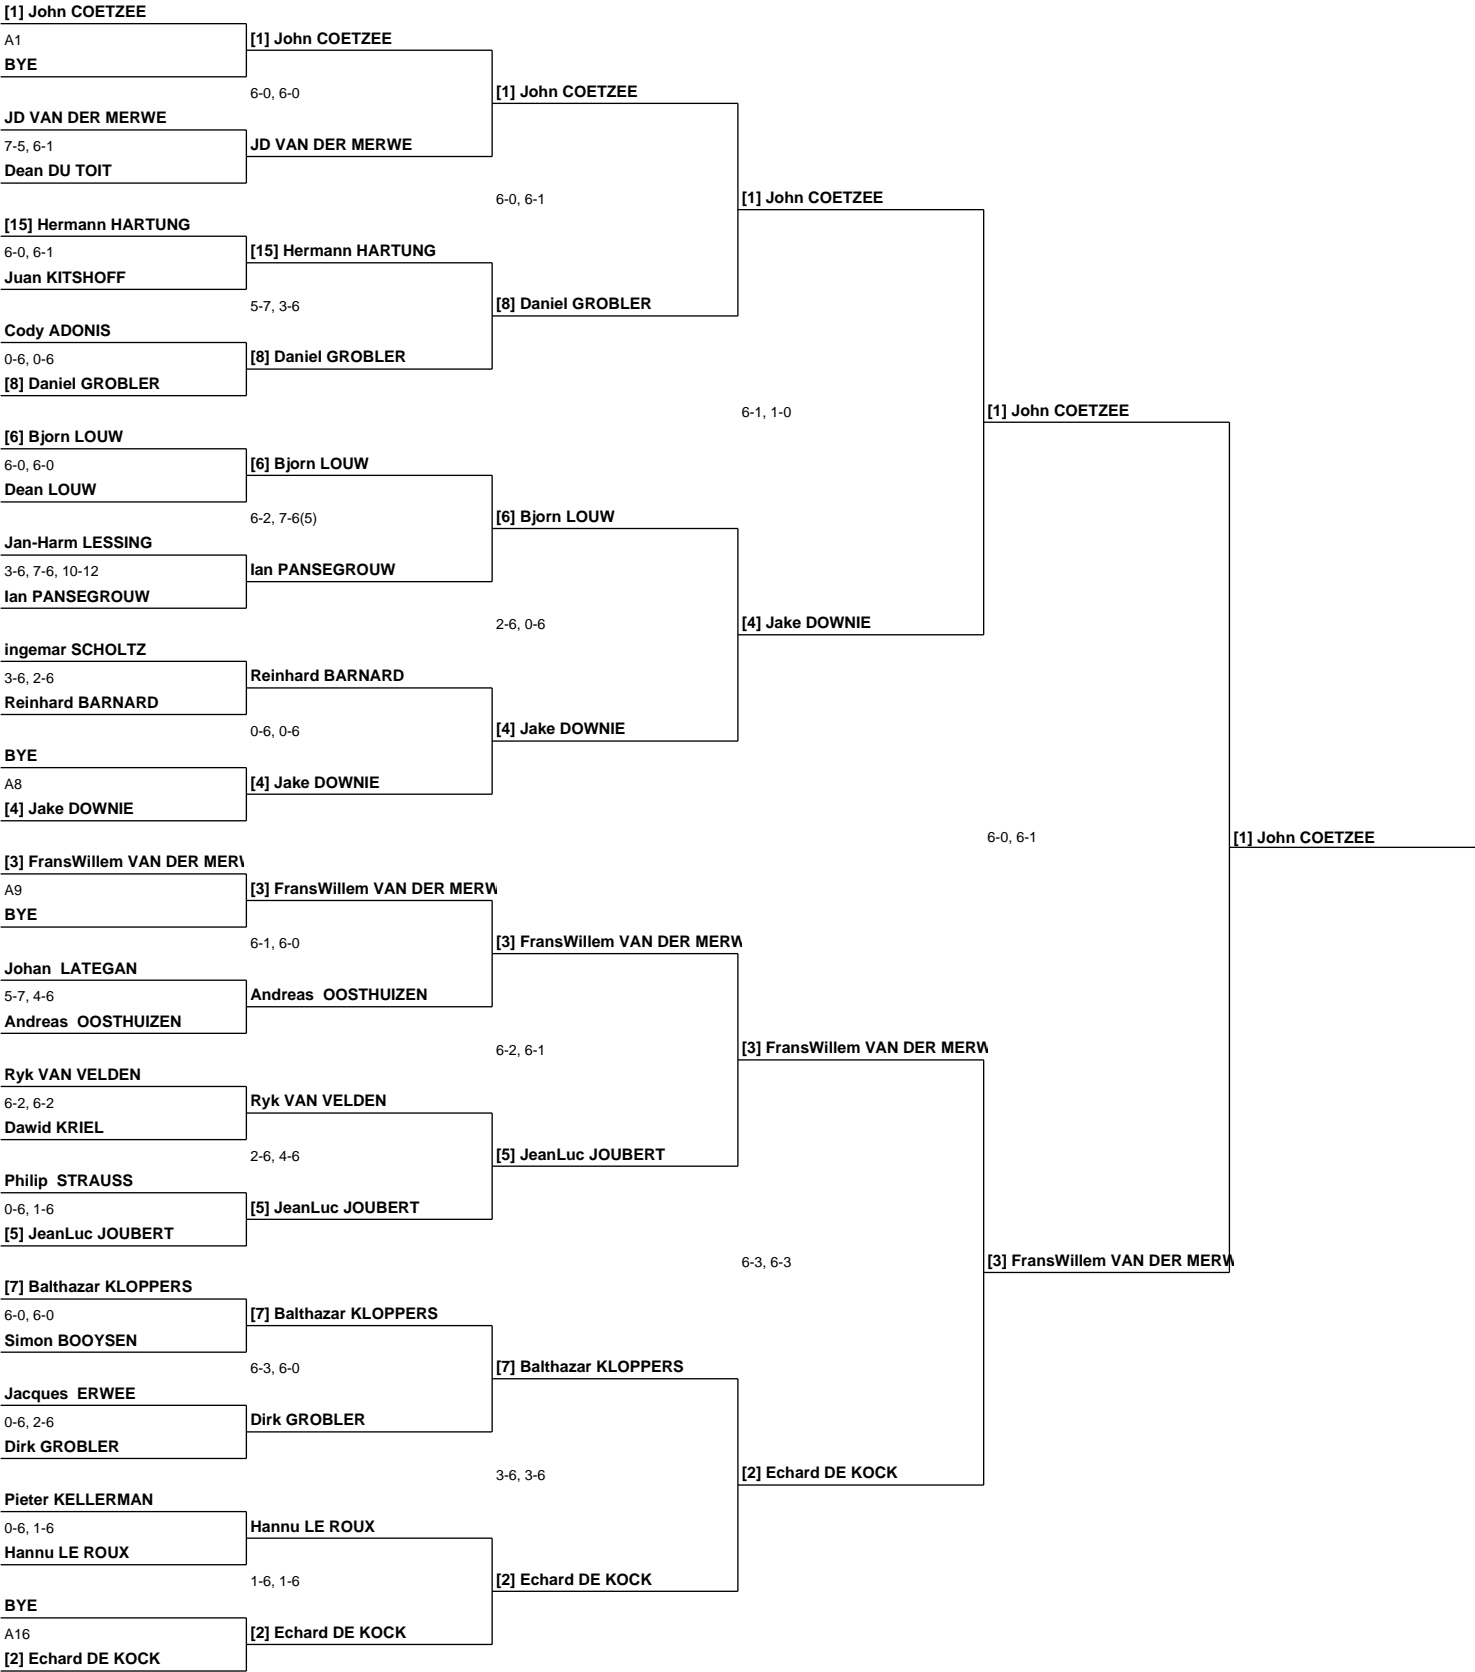 [1] John COETZEE
A1
BYE
JD VAN DER MERWE
7-5, 6-1
Dean DU TOIT
[15] Hermann HARTUNG
6-0, 6-1
Juan KITSHOFF
Cody ADONIS
0-6, 0-6
[8] Daniel GROBLER
[6] Bjorn LOUW
6-0, 6-0
Dean LOUW
Jan-Harm LESSING
3-6, 7-6, 10-12
Ian PANSEGROUW
ingemar SCHOLTZ
3-6, 2-6
Reinhard BARNARD
BYE
A8
[4] Jake DOWNIE
[3] FransWillem VAN DER MERW
A9
BYE
Johan  LATEGAN
5-7, 4-6
Andreas  OOSTHUIZEN
Ryk VAN VELDEN
6-2, 6-2
Dawid KRIEL
Philip  STRAUSS
0-6, 1-6
[5] JeanLuc JOUBERT
[7] Balthazar KLOPPERS
6-0, 6-0
Simon BOOYSEN
Jacques  ERWEE
0-6, 2-6
Dirk GROBLER
Pieter KELLERMAN
0-6, 1-6
Hannu LE ROUX
BYE
A16
[2] Echard DE KOCK
[1] John COETZEE
6-0, 6-0
JD VAN DER MERWE
[15] Hermann HARTUNG
5-7, 3-6
[8] Daniel GROBLER
[6] Bjorn LOUW
6-2, 7-6(5)
Ian PANSEGROUW
Reinhard BARNARD
0-6, 0-6
[4] Jake DOWNIE
[3] FransWillem VAN DER MERW
6-1, 6-0
Andreas  OOSTHUIZEN
Ryk VAN VELDEN
2-6, 4-6
[5] JeanLuc JOUBERT
[7] Balthazar KLOPPERS
6-3, 6-0
Dirk GROBLER
Hannu LE ROUX
1-6, 1-6
[2] Echard DE KOCK
[1] John COETZEE
6-0, 6-1
[8] Daniel GROBLER
[6] Bjorn LOUW
2-6, 0-6
[4] Jake DOWNIE
[3] FransWillem VAN DER MERW
6-2, 6-1
[5] JeanLuc JOUBERT
[7] Balthazar KLOPPERS
3-6, 3-6
[2] Echard DE KOCK
[1] John COETZEE
6-1, 1-0
[4] Jake DOWNIE
[3] FransWillem VAN DER MERW
6-3, 6-3
[2] Echard DE KOCK
[1] John COETZEE
6-0, 6-1
[3] FransWillem VAN DER MERW
[1] John COETZEE